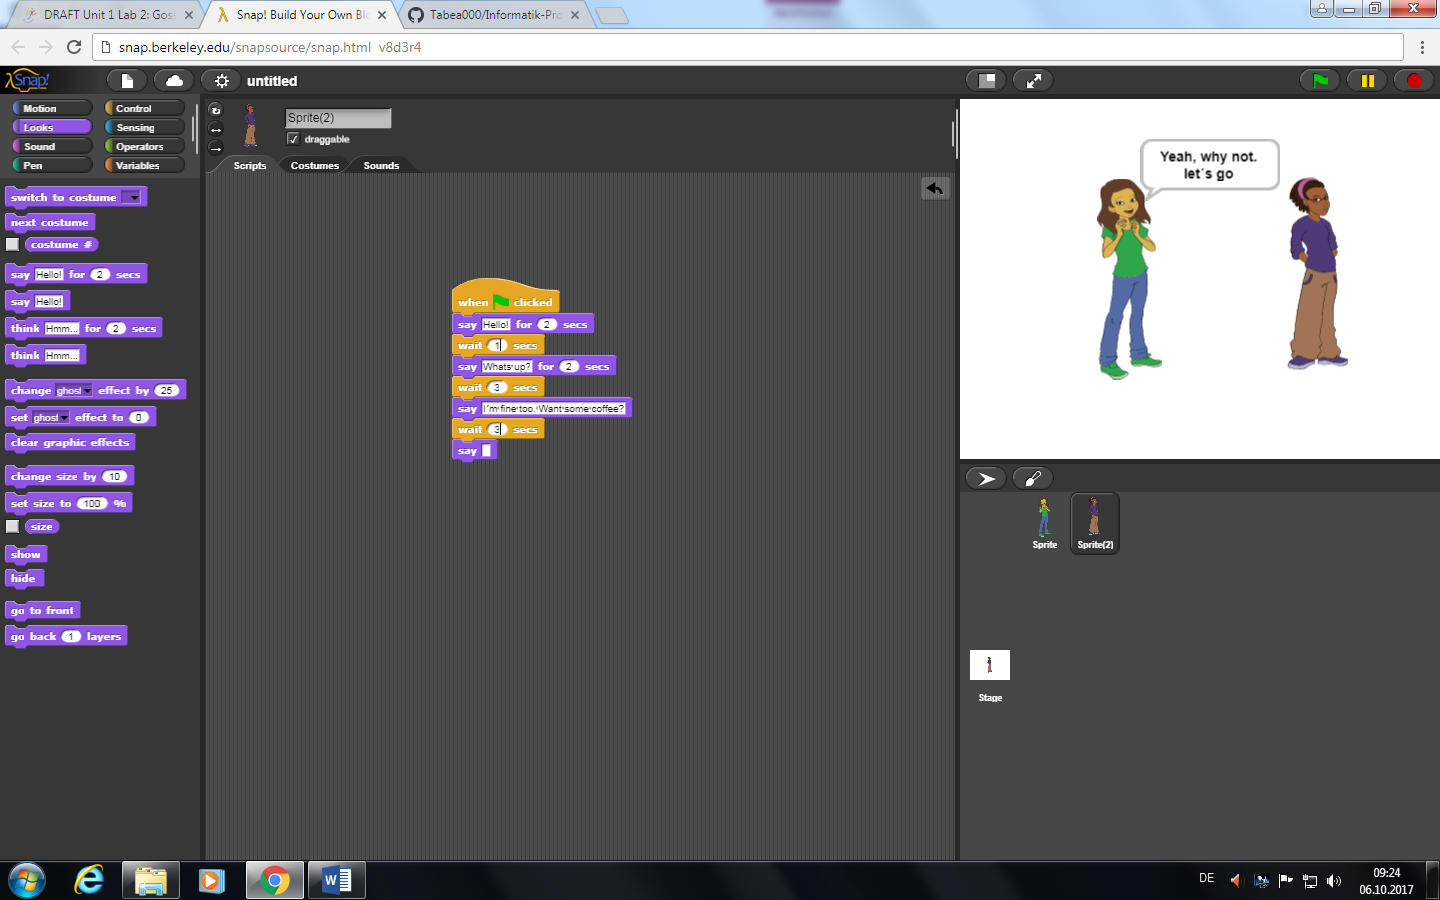 DRAFT Unit 1 Lab 2: Gos
Snap! Build Your Own Bl
Tabea000/Informatik-Pro
snap.berkeley.edu/snapsource/snap.html v8d3r4
Snap!
untitled
Motion
Control
Looks
Sensing
Sound
Operators
Pen
Variables
Sprite(2)
draggable
Scripts
Costumes
Sounds
switch to costume
next costume
costume #
say Hello! for 2 secs
say Hello!
think Hmm... for 2 secs
think Hmm...
change ghost effect by 25
set ghost effect to 0
clear graphic effects
change size by 10
set size to 100 %
size
show
hide
go to front
go back 1 layers
when clicked
say Hello! for 2 secs
wait 1 secs
say Whats up? for 2 secs
wait 3 secs
say I´m fine too. Want some coffee?
wait 3 secs
say
Yeah, why not.
let´s go
Sprite
Sprite(2)
Stage
DE
09:24
06.10.2017